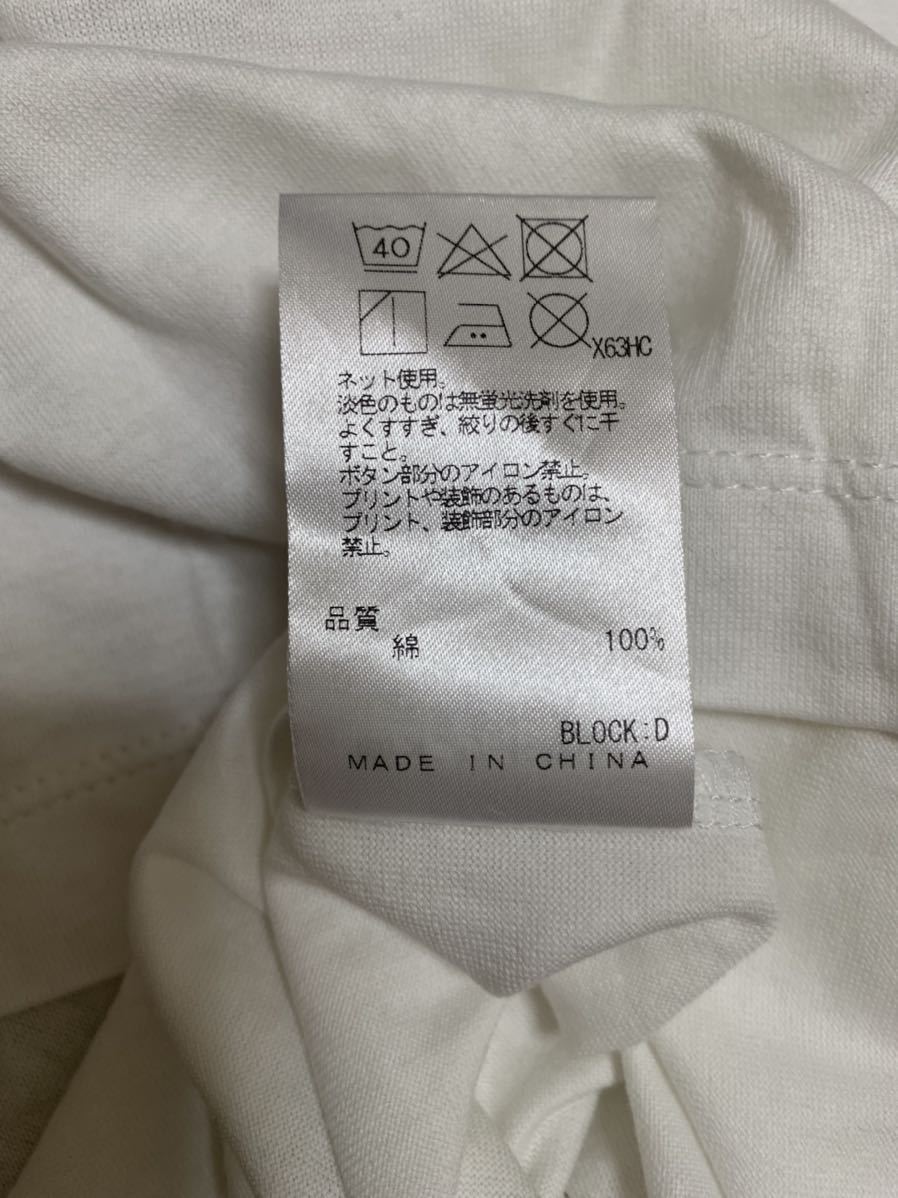 40
X63HC
ネット使用。
淡色のものは無蛍光洗剤を使用。
よくすすぎ、絞りの後すぐに干
すこと。
ボタン部分のアイロン禁止。
プリントや装飾のあるものは、
プリント、装飾部分のアイロン
禁止。
品質
綿 100%
BLOCK:D
MADE IN CHINA